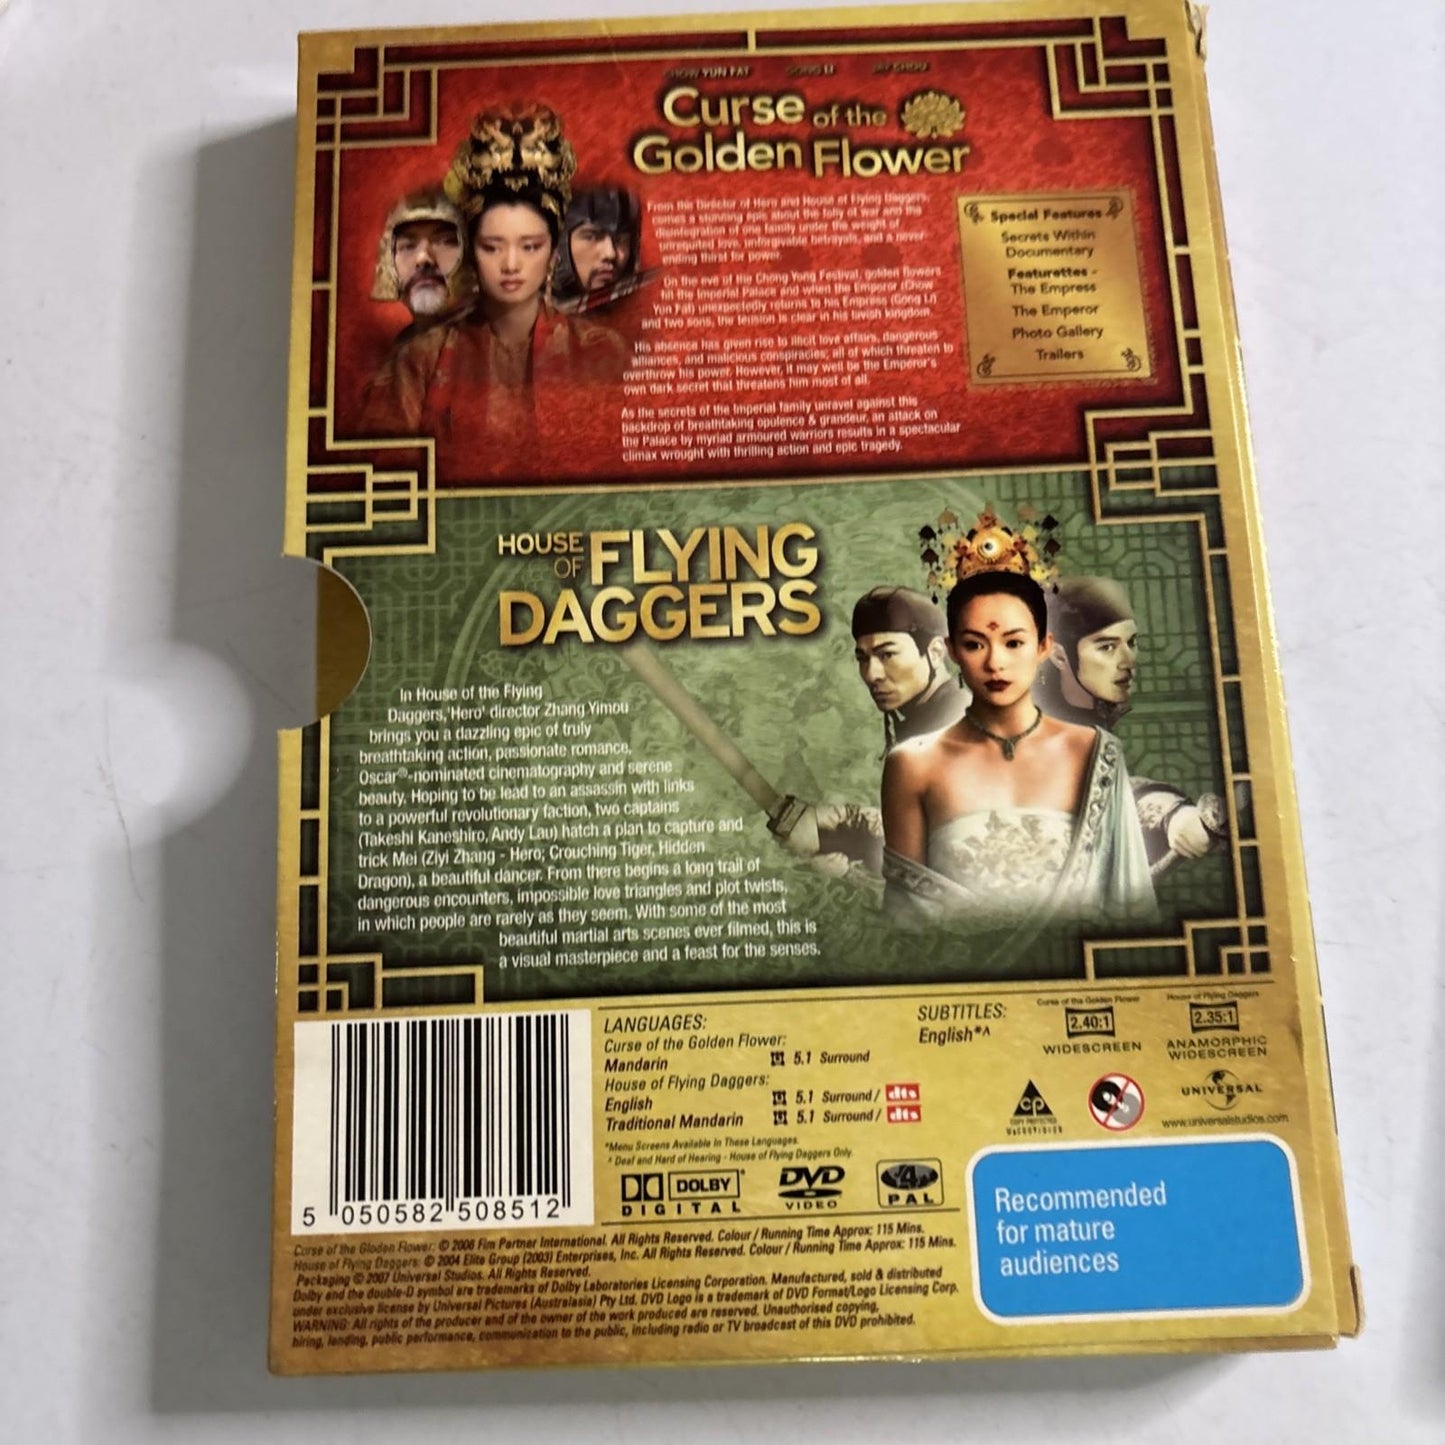 CHOW YUN FAT GONG LI JAY CHOU
Curse of the
Golden Flower
From the Director of Hero and House of Flying Daggers,
comes a stunning epic about the folly of war and the
disintegration of one family under the weight of
unrequited love, unforgivable betrayals, and a never-
ending thirst for power.
On the eve of the Chong Yong Festival, golden flowers
fill the Imperial Palace and when the Emperor (Chow
Yun Fat) unexpectedly returns to his Empress (Gong Li)
and two sons, the tension is clear in his lavish kingdom.
His absence has given rise to illicit love affairs, dangerous
alliances, and malicious conspiracies, all of which threaten to
overthrow his power. However, it may well be the Emperor's
own dark secret that threatens him most of all.
As the secrets of the Imperial family unravel against this
backdrop of breathtaking opulence & grandeur, an attack on
the Palace by myriad armoured warriors results in a spectacular
climax wrought with thrilling action and epic tragedy.
Special Features
Secrets Within
Documentary
Featurettes -
The Empress
The Emperor
Photo Gallery
Trailers
HOUSE
OF FLYING
DAGGERS
In House of the Flying
Daggers,'Hero' director Zhang Yimou
brings you a dazzling epic of truly
breathtaking action, passionate romance,
Oscar®-nominated cinematography and serene
beauty. Hoping to be lead to an assassin with links
to a powerful revolutionary faction, two captains
(Takeshi Kaneshiro, Andy Lau) hatch a plan to capture and
trick Mei (Ziyi Zhang - Hero; Crouching Tiger, Hidden
Dragon), a beautiful dancer. From there begins a long trail of
dangerous encounters, impossible love triangles and plot twists,
in which people are rarely as they seem. With some of the most
beautiful martial arts scenes ever filmed, this is
a visual masterpiece and a feast for the senses.
5 050582 508512
LANGUAGES:
Curse of the Golden Flower:
Mandarin 5.1 Surround
House of Flying Daggers:
English 5.1 Surround / dts
Traditional Mandarin 5.1 Surround / dts
*Menu Screens Available In These Languages.
^ Deaf and Hard of Hearing - House of Flying Daggers Only.
SUBTITLES:
English*^
Curse of the Golden Flower
2.40:1
WIDESCREEN
House of Flying Daggers
2.35:1
ANAMORPHIC
WIDESCREEN
CP
COPY PROTECTED
MACROVISION
UNIVERSAL
www.universalstudios.com
DOLBY
DIGITAL
DVD
VIDEO
4
PAL
Recommended
for mature
audiences
Curse of the Gloden Flower: © 2006 Fim Partner International. All Rights Reserved. Colour / Running Time Approx: 115 Mins.
House of Flying Daggers: © 2004 Elite Group (2003) Enterprises, Inc. All Rights Reserved. Colour / Running Time Approx: 115 Mins.
Packaging © 2007 Universal Studios. All Rights Reserved.
Dolby and the double-D symbol are trademarks of Dolby Laboratories Licensing Corporation. Manufactured, sold & distributed
under exclusive license by Universal Pictures (Australasia) Pty Ltd. DVD Logo is a trademark of DVD Format/Logo Licensing Corp.
WARNING: All rights of the producer and of the owner of the work produced are reserved. Unauthorised copying,
hiring, lending, public performance, communication to the public, including radio or TV broadcast of this DVD prohibited.